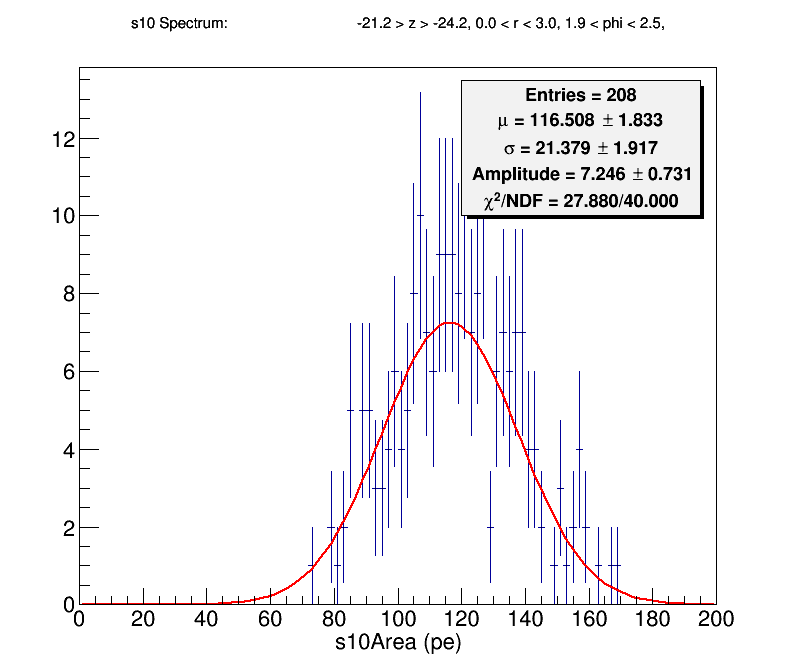 s10 Spectrum: -21.2 > z > -24.2, 0.0 < r < 3.0, 1.9 < phi < 2.5,
Entries = 208
μ = 116.508 ± 1.833
σ = 21.379 ± 1.917
Amplitude = 7.246 ± 0.731
χ²/NDF = 27.880/40.000
12
10
8
6
4
2
0
0 20 40 60 80 100 120 140 160 180 200
s10Area (pe)